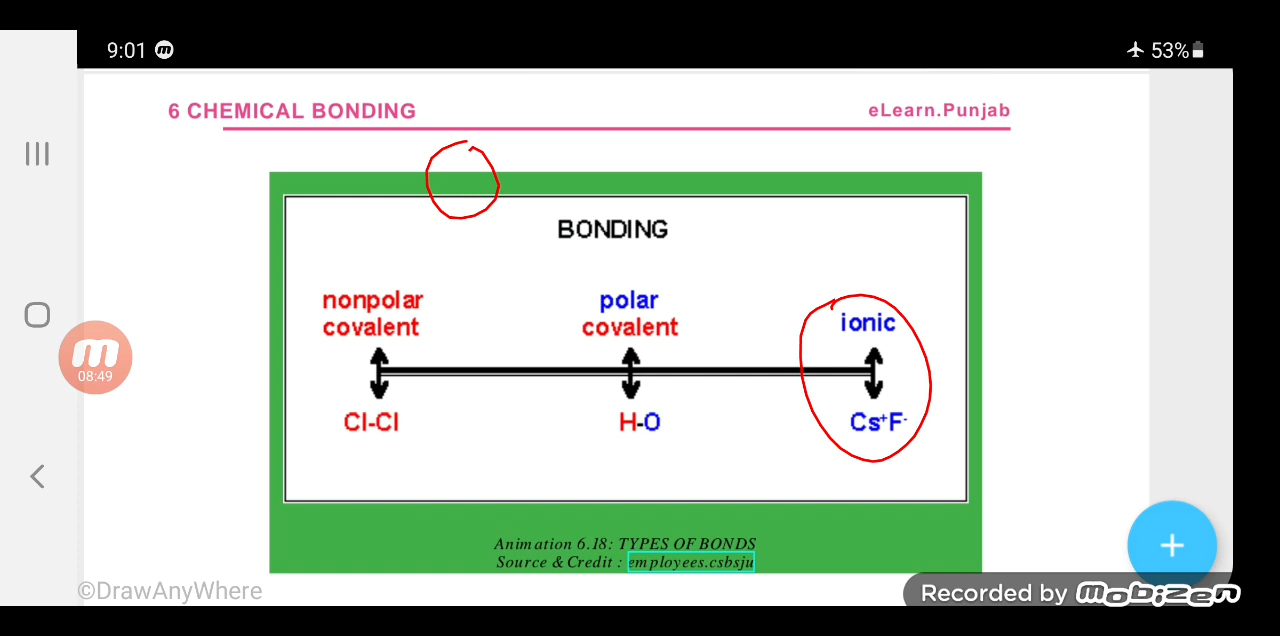 9:01 m 53%
6 CHEMICAL BONDING eLearn.Punjab
BONDING
nonpolar
covalent
polar
covalent
ionic
m
08:49
Cl-Cl
H-O
Cs⁺F⁻
Animation 6.18: TYPES OF BONDS
Source & Credit : employees.csbsju
+
©DrawAnyWhere
Recorded by mobizen